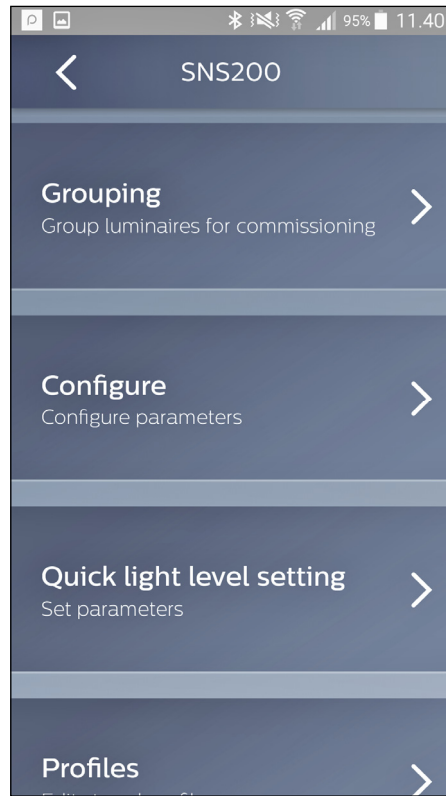 95% 11.40
SNS200
Grouping
Group luminaires for commissioning
Configure
Configure parameters
Quick light level setting
Set parameters
Profiles